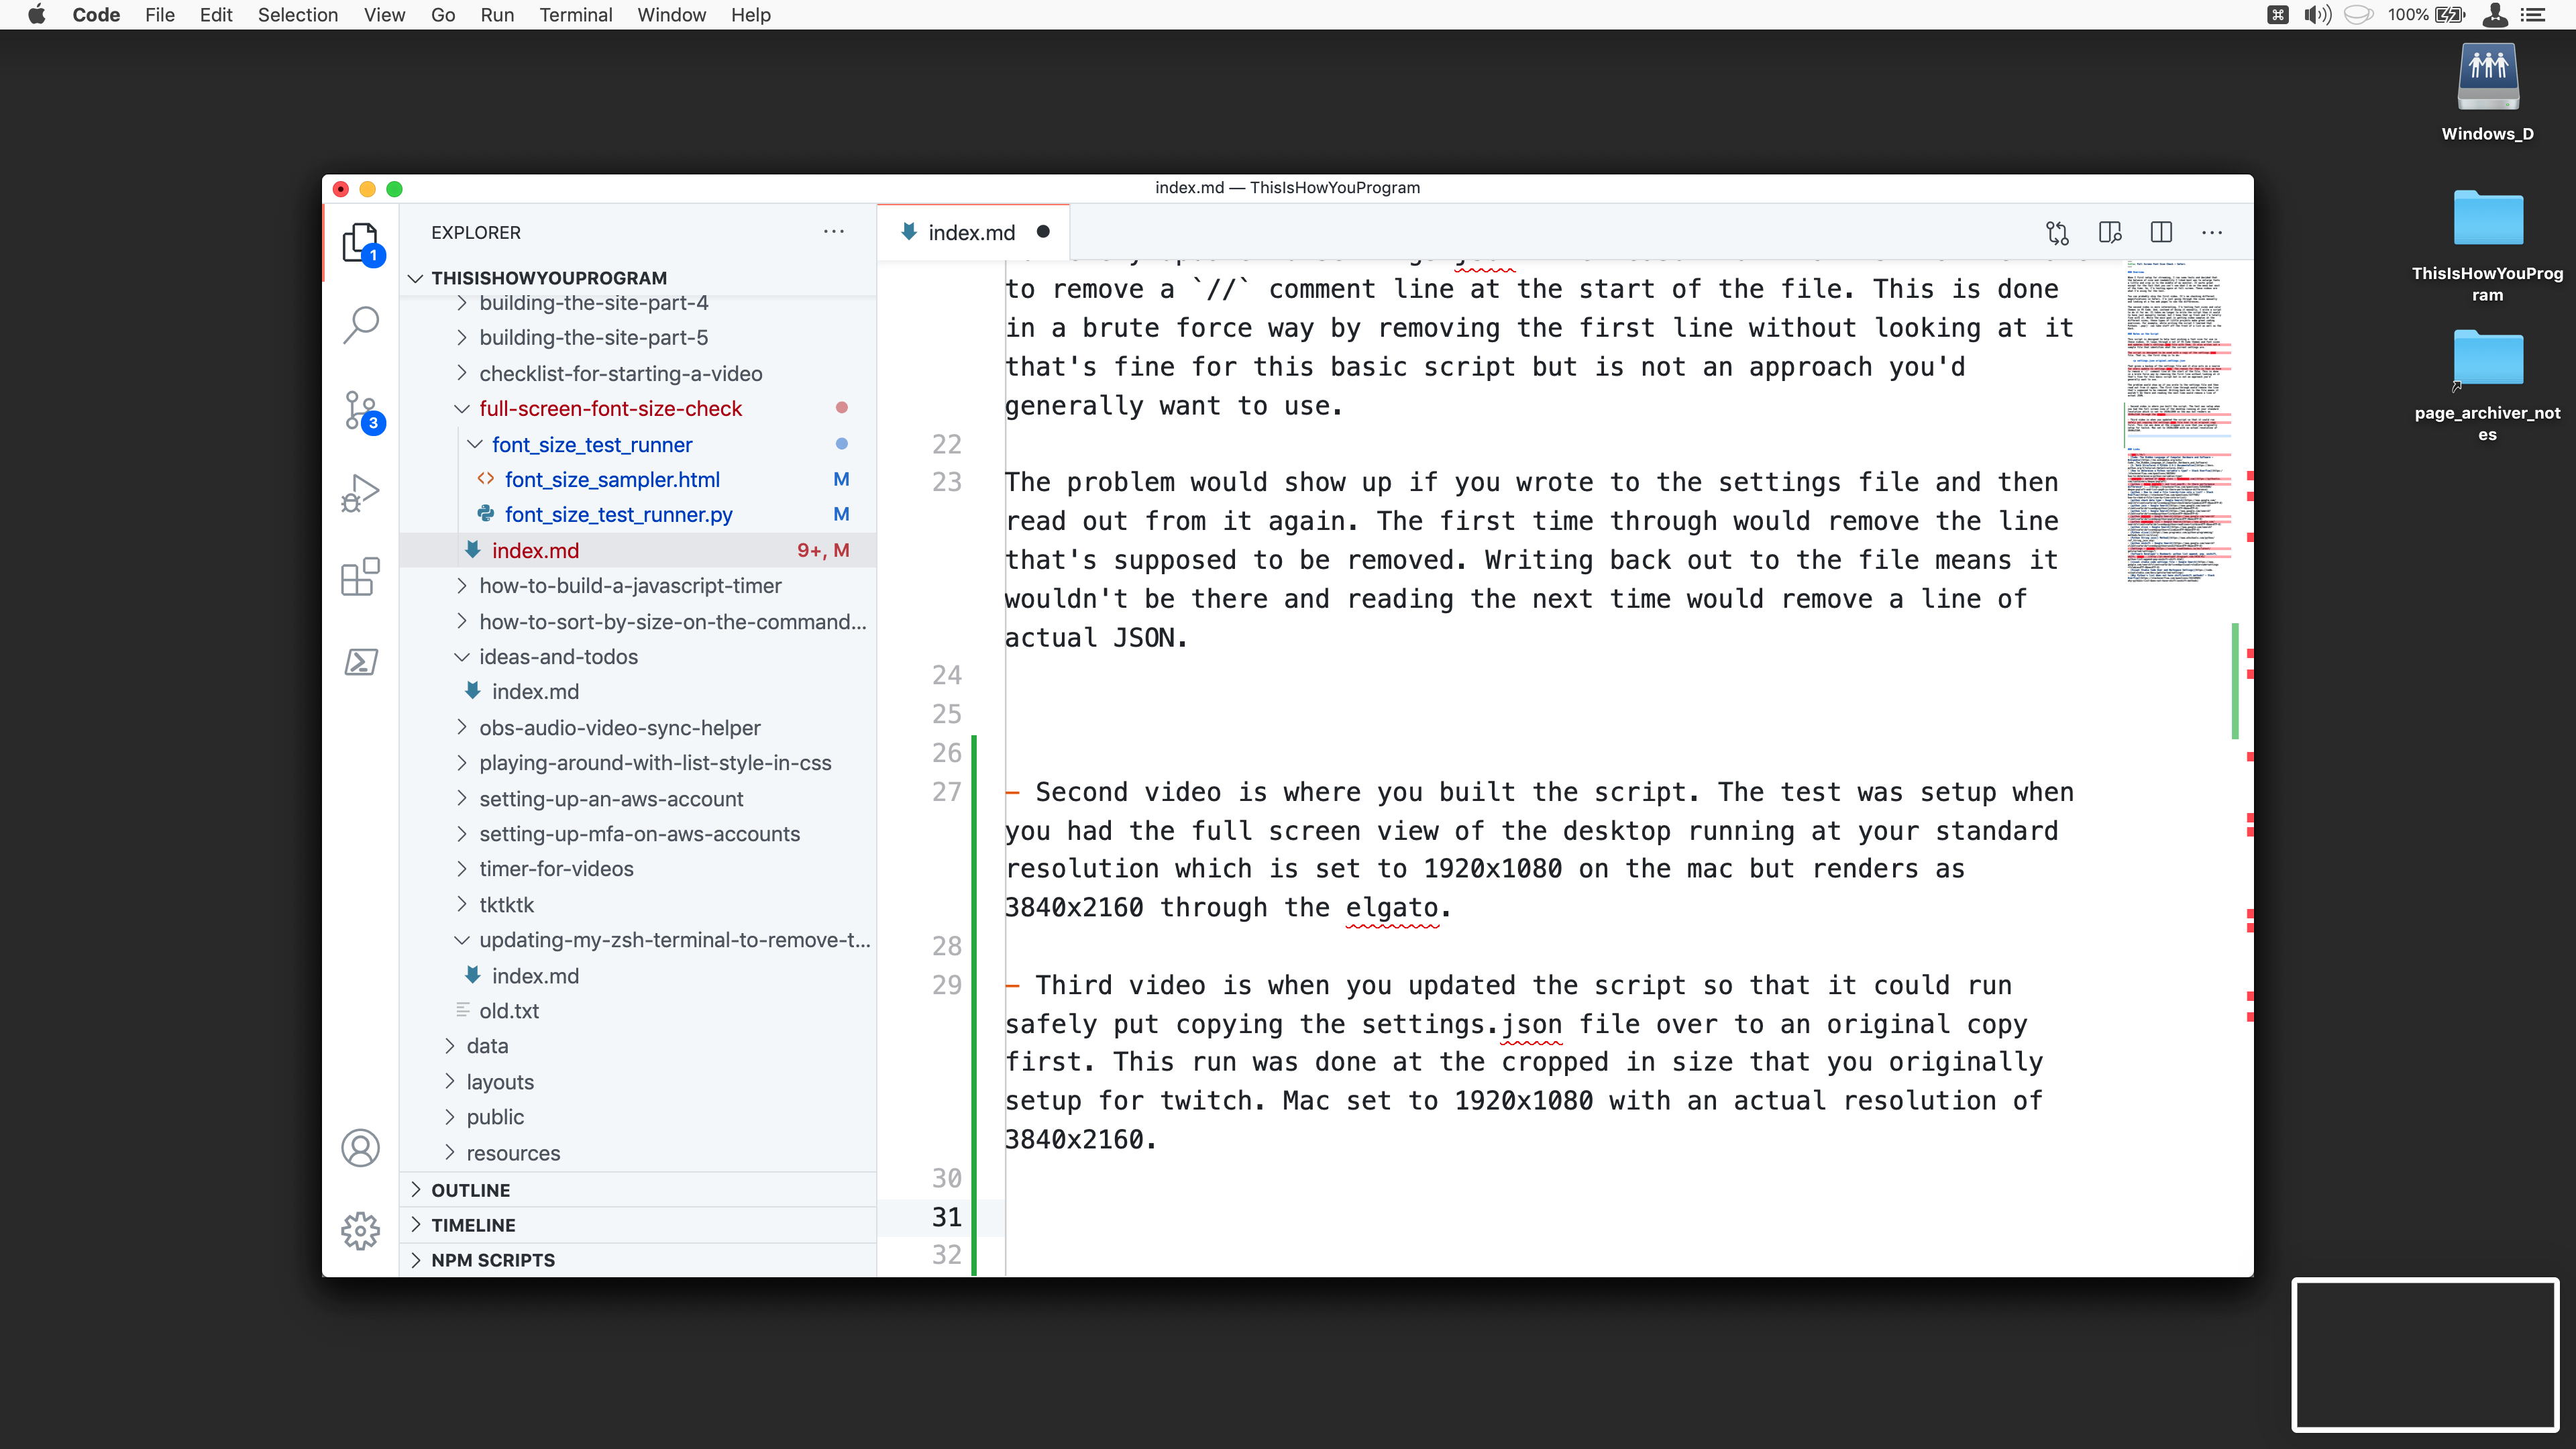 Code File Edit Selection View Go Run Terminal Window Help
100%
Windows_D
ThisIsHowYouProg
ram
page_archiver_not
es
index.md — ThisIsHowYouProgram
EXPLORER
THISISHOWYOUPROGRAM
building-the-site-part-4
building-the-site-part-5
checklist-for-starting-a-video
full-screen-font-size-check
font_size_test_runner
font_size_sampler.html M
font_size_test_runner.py M
index.md 9+, M
how-to-build-a-javascript-timer
how-to-sort-by-size-on-the-command...
ideas-and-todos
index.md
obs-audio-video-sync-helper
playing-around-with-list-style-in-css
setting-up-an-aws-account
setting-up-mfa-on-aws-accounts
timer-for-videos
tktktk
updating-my-zsh-terminal-to-remove-t...
index.md
old.txt
data
layouts
public
resources
OUTLINE
TIMELINE
NPM SCRIPTS
1
3
index.md
to remove a `//` comment line at the start of the file. This is done
in a brute force way by removing the first line without looking at it
that's fine for this basic script but is not an approach you'd
generally want to use.
22
23 The problem would show up if you wrote to the settings file and then
read out from it again. The first time through would remove the line
that's supposed to be removed. Writing back out to the file means it
wouldn't be there and reading the next time would remove a line of
actual JSON.
24
25
26
27 - Second video is where you built the script. The test was setup when
you had the full screen view of the desktop running at your standard
resolution which is set to 1920x1080 on the mac but renders as
3840x2160 through the elgato.
28
29 - Third video is when you updated the script so that it could run
safely put copying the settings.json file over to an original copy
first. This run was done at the cropped in size that you originally
setup for twitch. Mac set to 1920x1080 with an actual resolution of
3840x2160.
30
31
32